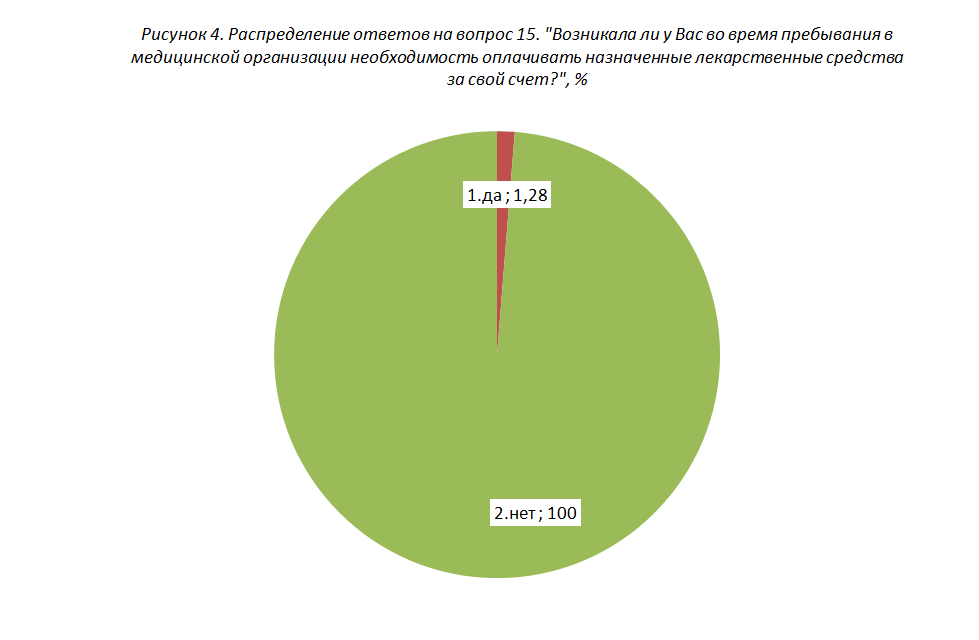 Рисунок 4. Распределение ответов на вопрос 15. "Возникала ли у Вас во время пребывания в
медицинской организации необходимость оплачивать назначенные лекарственные средства
за свой счет?", %
1.да ; 1,28
2.нет ; 100